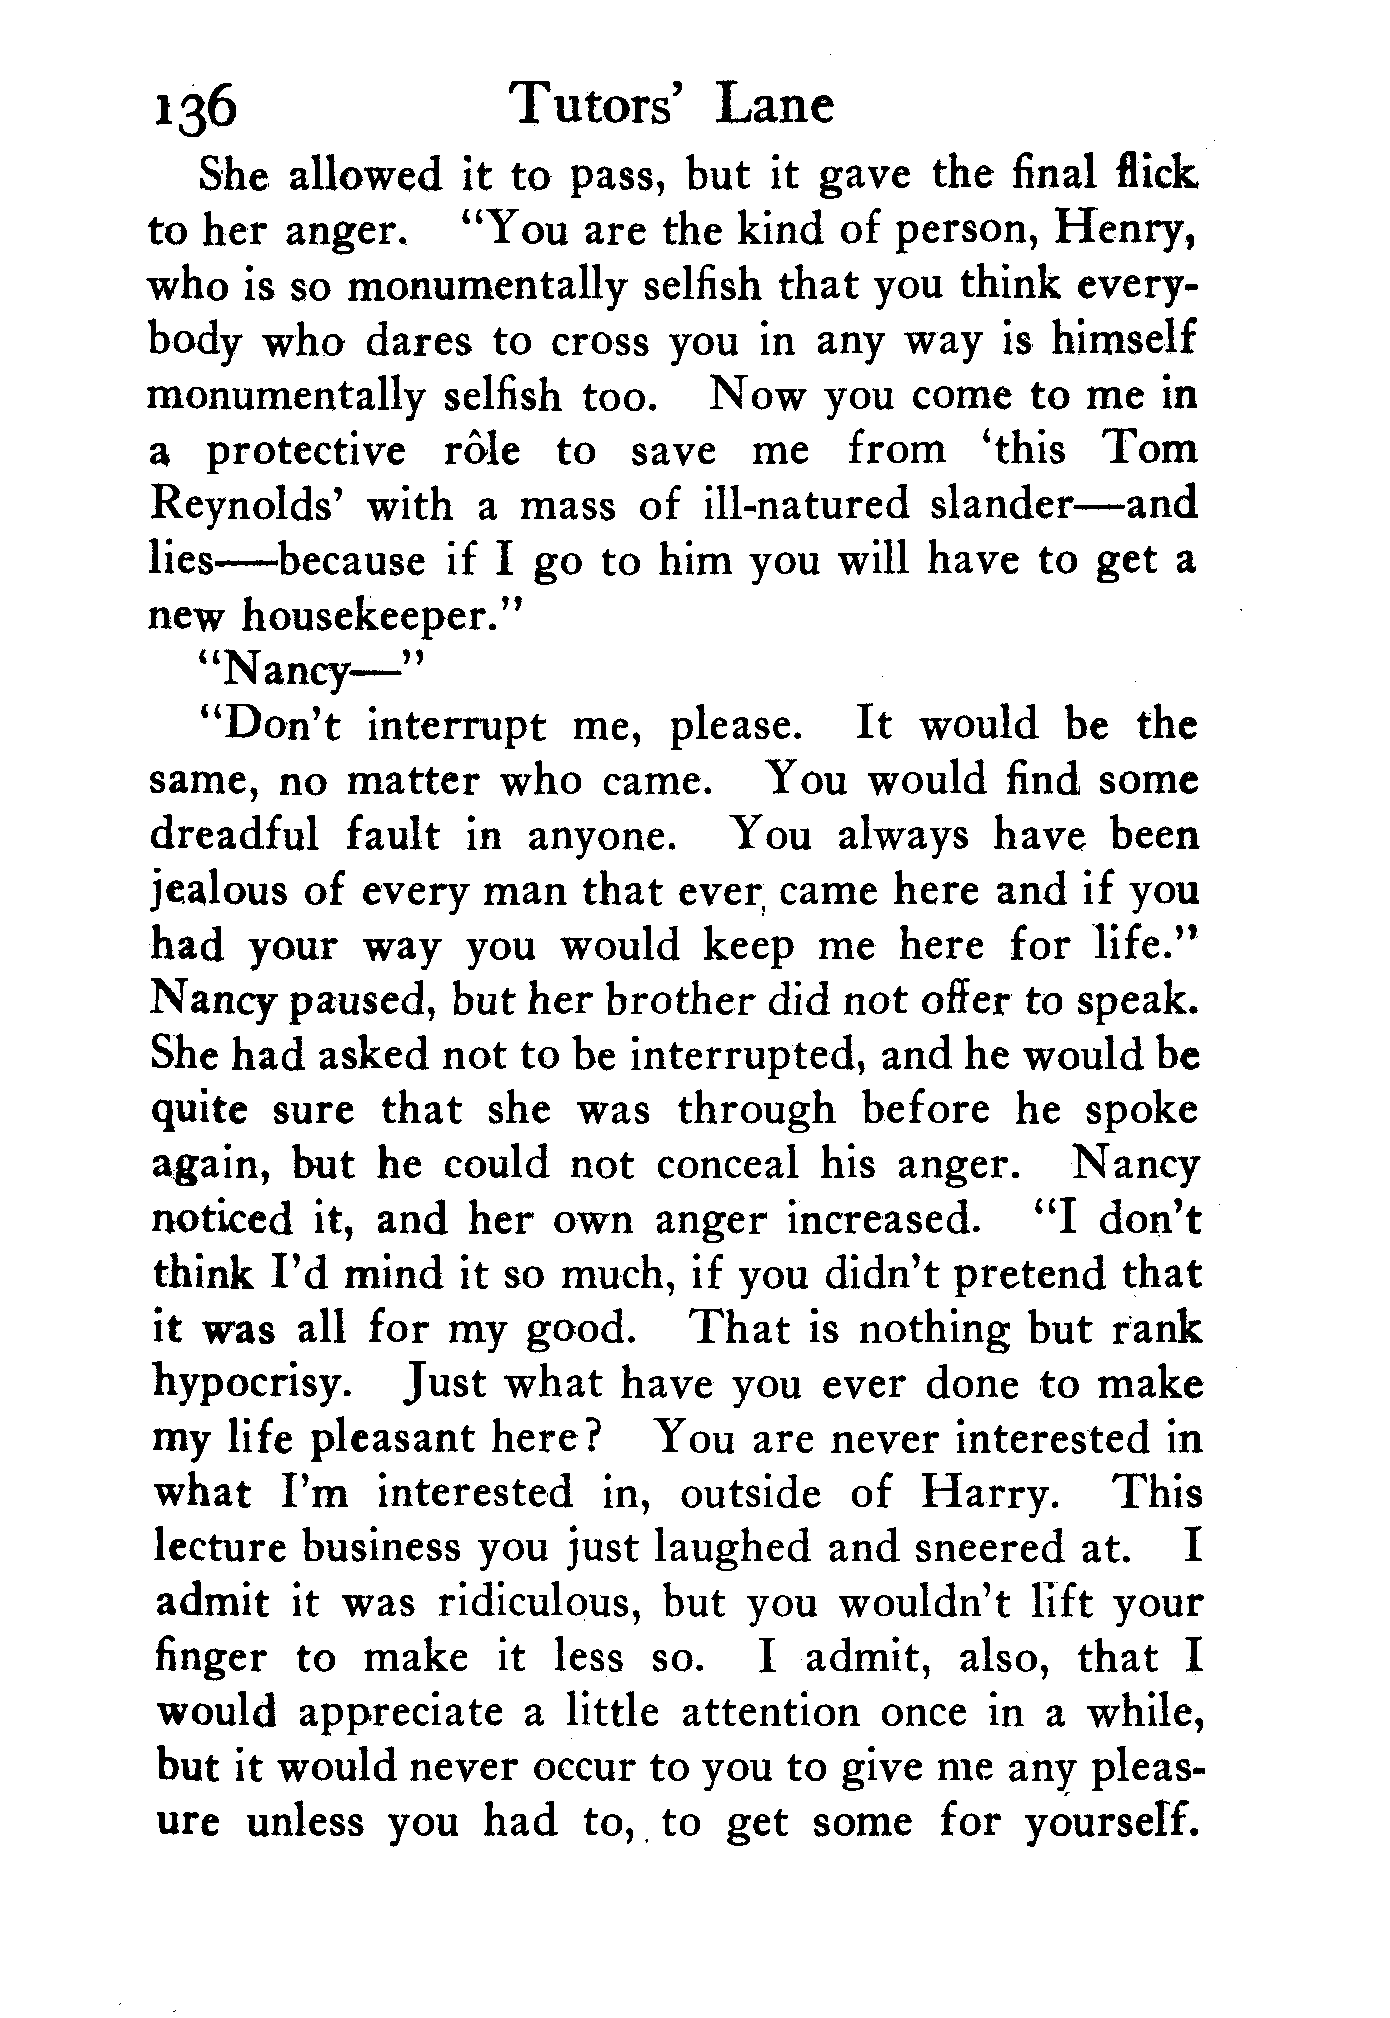 136 Tutors’ Lane
She allowed it to pass, but it gave the final flick
to her anger. “You are the kind of person, Henry,
who is so monumentally selfish that you think every-
body who dares to cross you in any way is himself
monumentally selfish too. Now you come to me in
a protective rôle to save me from ‘this Tom
Reynolds’ with a mass of ill-natured slander—and
lies—because if I go to him you will have to get a
new housekeeper.”
“Nancy—”
“Don’t interrupt me, please. It would be the
same, no matter who came. You would find some
dreadful fault in anyone. You always have been
jealous of every man that ever came here and if you
had your way you would keep me here for life.”
Nancy paused, but her brother did not offer to speak.
She had asked not to be interrupted, and he would be
quite sure that she was through before he spoke
again, but he could not conceal his anger. Nancy
noticed it, and her own anger increased. “I don’t
think I’d mind it so much, if you didn’t pretend that
it was all for my good. That is nothing but rank
hypocrisy. Just what have you ever done to make
my life pleasant here? You are never interested in
what I’m interested in, outside of Harry. This
lecture business you just laughed and sneered at. I
admit it was ridiculous, but you wouldn’t lift your
finger to make it less so. I admit, also, that I
would appreciate a little attention once in a while,
but it would never occur to you to give me any pleas-
ure unless you had to, to get some for yourself.